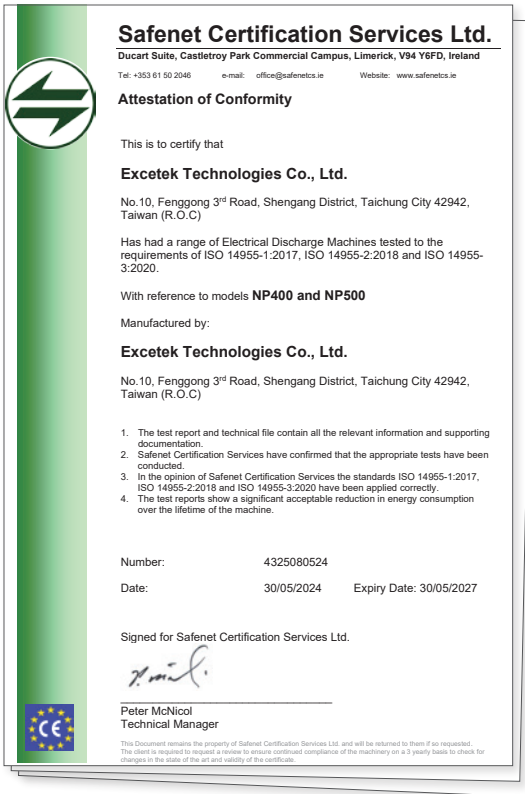 Safenet Certification Services Ltd.
Ducart Suite, Castletroy Park Commercial Campus, Limerick, V94 Y6FD, Ireland
Tel: +353 61 50 2046 e-mail: office@safenetcs.ie Website: www.safenetcs.ie
Attestation of Conformity
This is to certify that
Excetek Technologies Co., Ltd.
No.10, Fenggong 3rd Road, Shengang District, Taichung City 42942,
Taiwan (R.O.C)
Has had a range of Electrical Discharge Machines tested to the
requirements of ISO 14955-1:2017, ISO 14955-2:2018 and ISO 14955-
3:2020.
With reference to models NP400 and NP500
Manufactured by:
Excetek Technologies Co., Ltd.
No.10, Fenggong 3rd Road, Shengang District, Taichung City 42942,
Taiwan (R.O.C)
1. The test report and technical file contain all the relevant information and supporting
documentation.
2. Safenet Certification Services have confirmed that the appropriate tests have been
conducted.
3. In the opinion of Safenet Certification Services the standards ISO 14955-1:2017,
ISO 14955-2:2018 and ISO 14955-3:2020 have been applied correctly.
4. The test reports show a significant acceptable reduction in energy consumption
over the lifetime of the machine.
Number: 4325080524
Date: 30/05/2024 Expiry Date: 30/05/2027
Signed for Safenet Certification Services Ltd.
Peter McNicol
Technical Manager
CE
This Document remains the property of Safenet Certification Services Ltd, and will be returned to them if so requested.
The client is required to request a review to ensure continued compliance of the machinery on a 3 yearly basis to check for
changes in the state of the art and validity of the certificate.